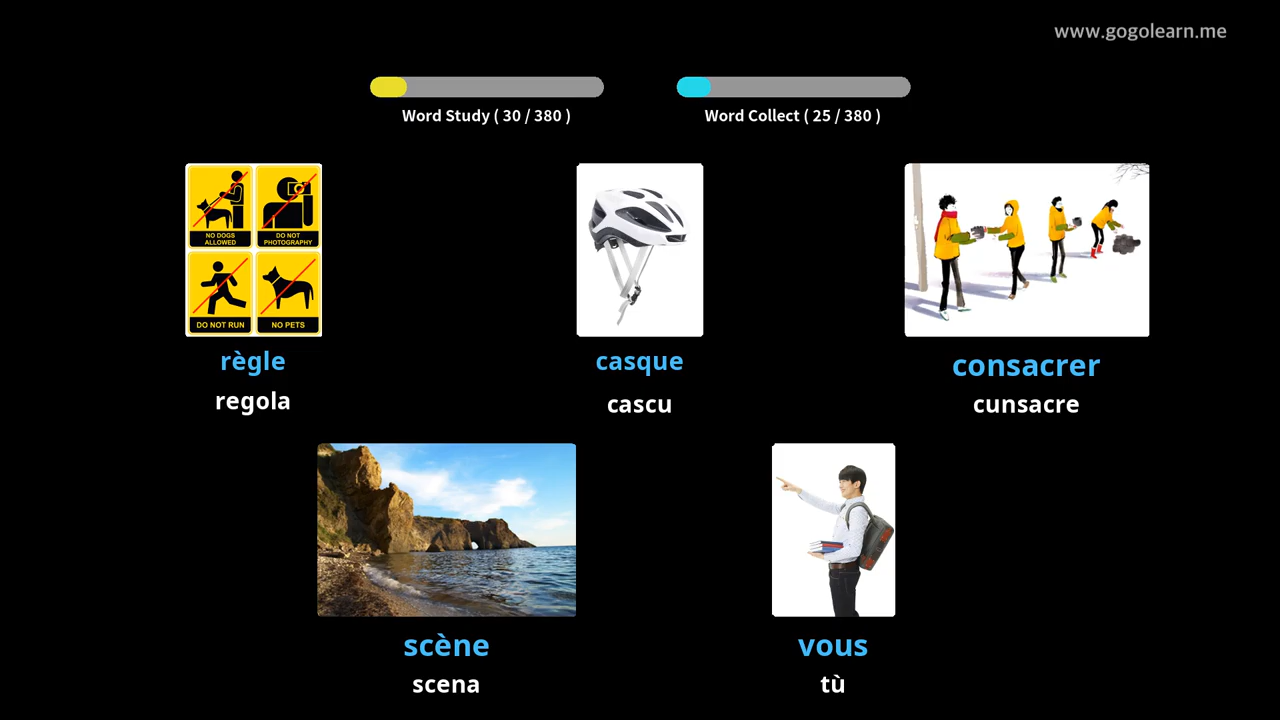 www.gogolearn.me
Word Study ( 30 / 380 )
Word Collect ( 25 / 380 )
NO DOGS
ALLOWED
DO NOT
PHOTOGRAPHY
DO NOT RUN
NO PETS
règle
regola
casque
cascu
consacrer
cunsacre
scène
scena
vous
tù